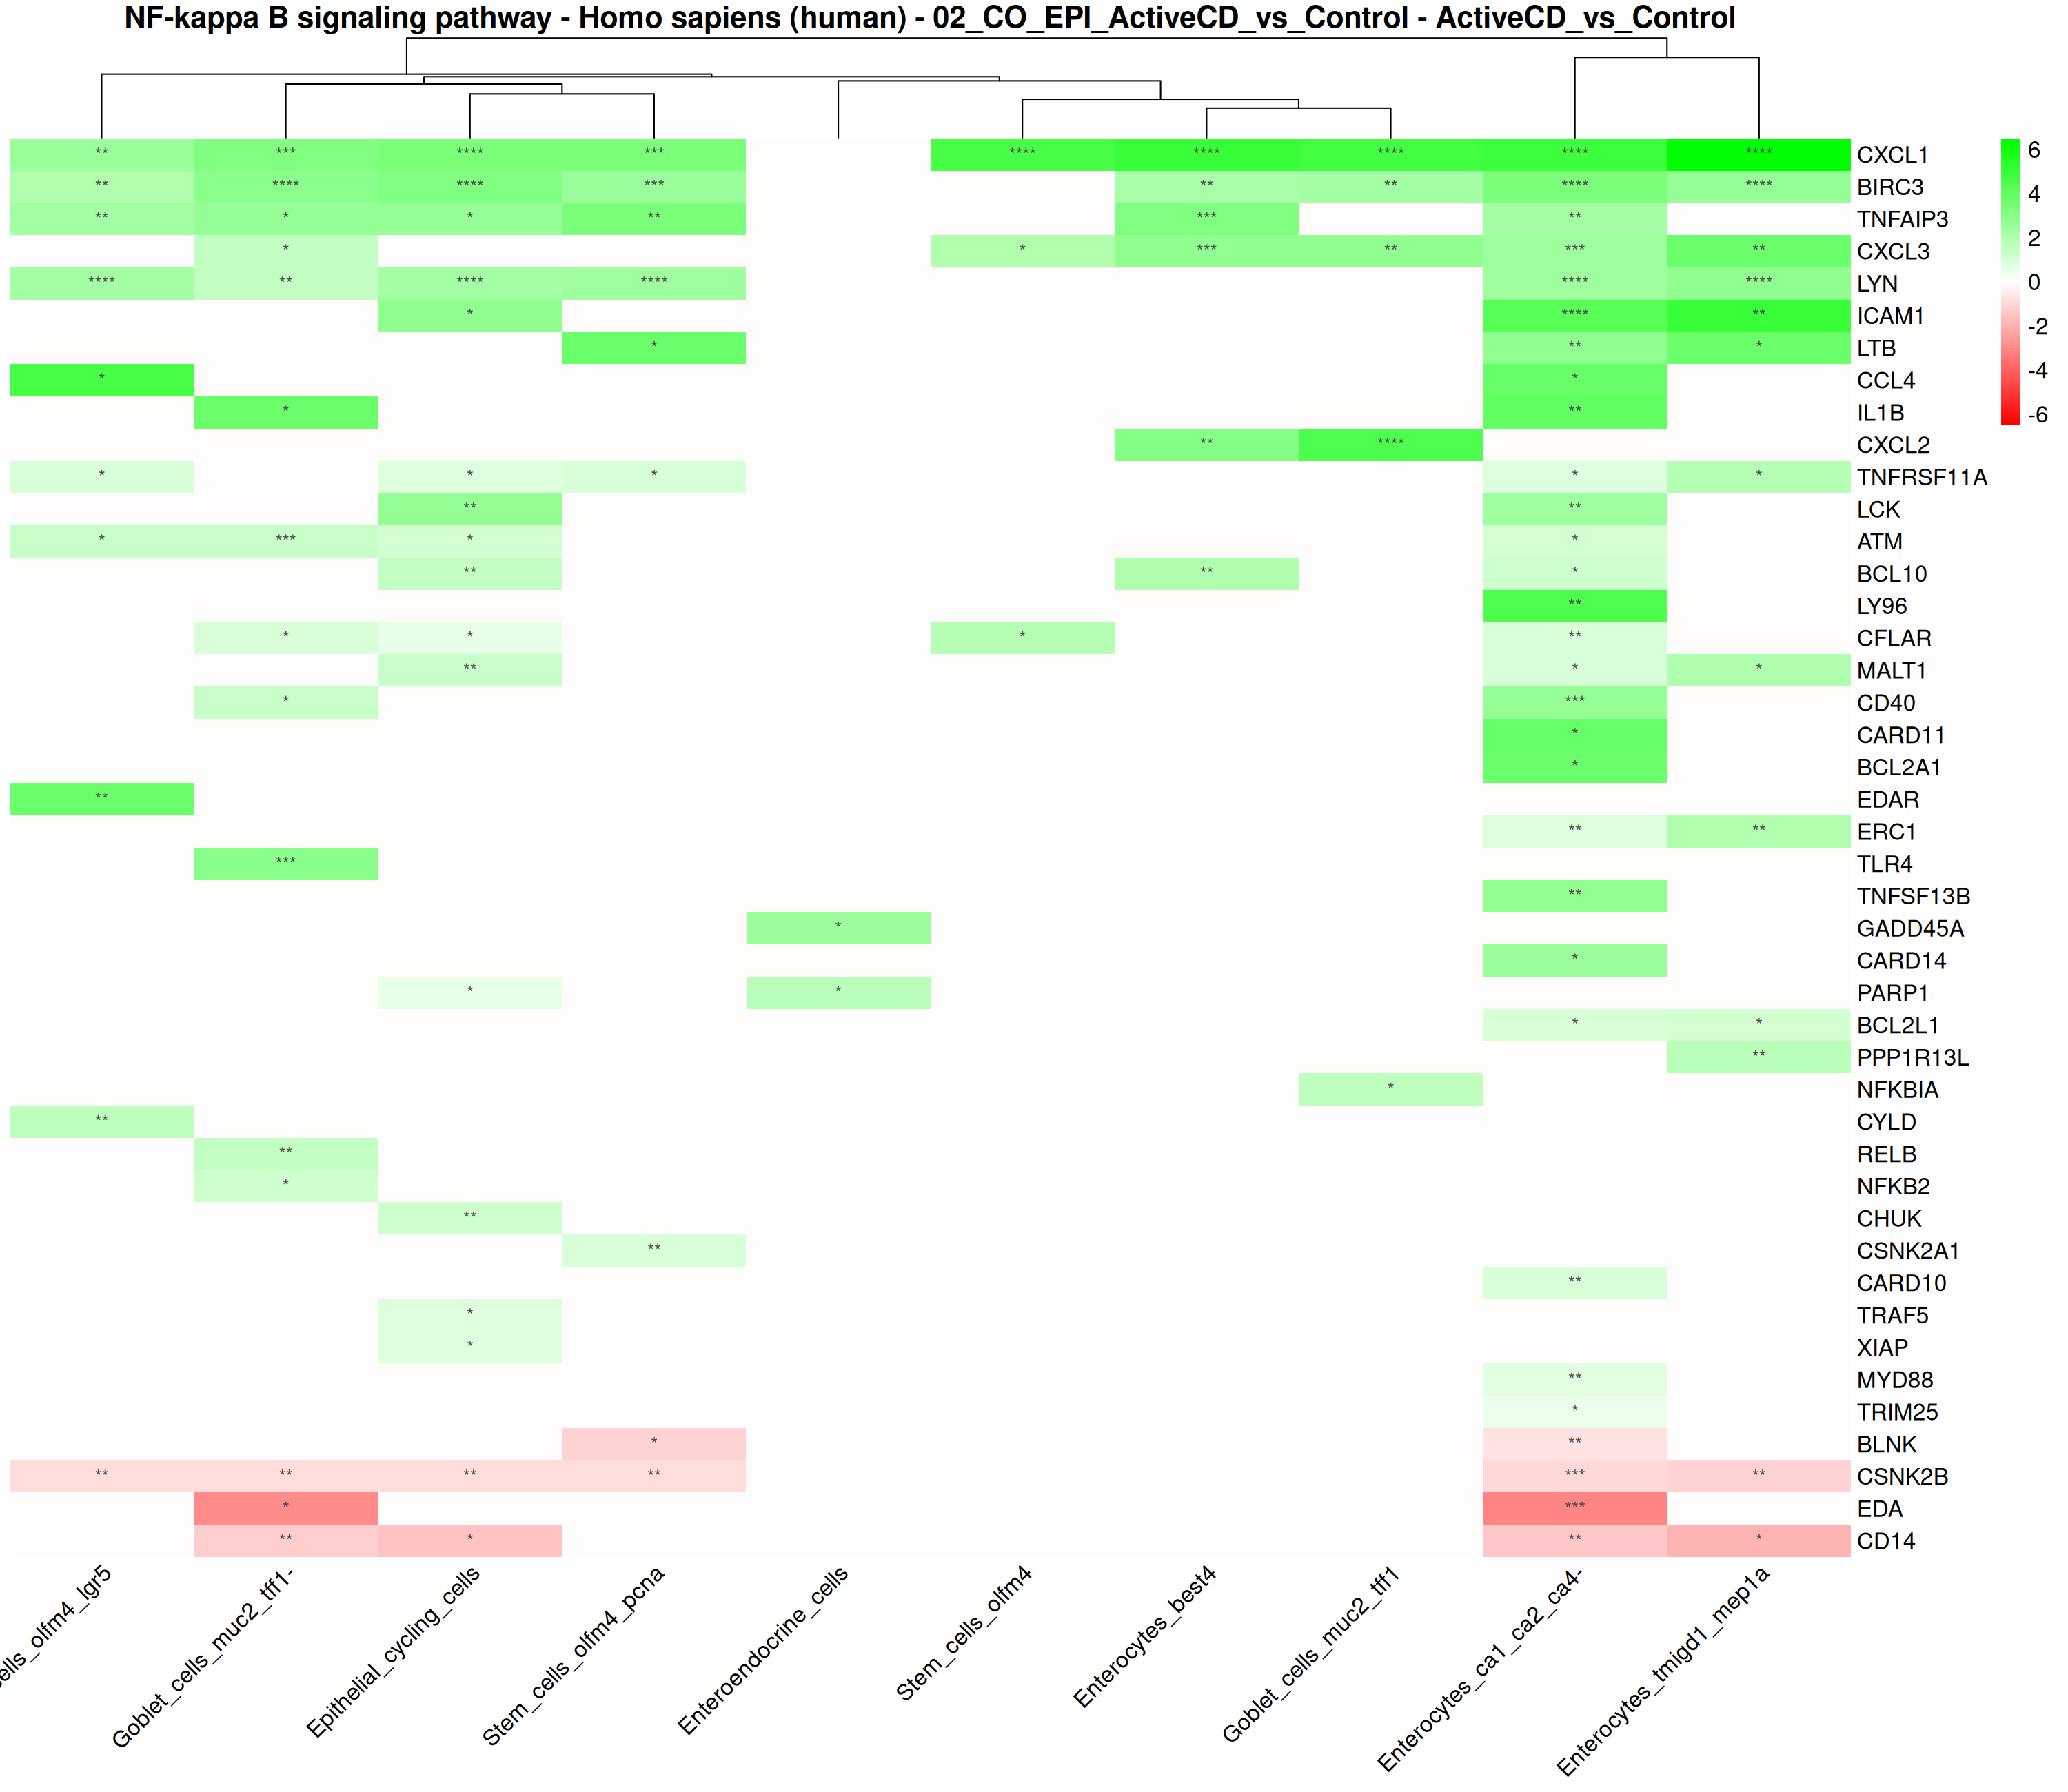 NF-kappa B signaling pathway - Homo sapiens (human) - 02_CO_EPI_ActiveCD_vs_Control - ActiveCD_vs_Control
** *** **** *** **** **** **** **** **** CXCL1
** **** **** *** ** ** **** **** BIRC3
** * * ** *** ** TNFAIP3
* * *** ** *** ** CXCL3
**** ** **** **** **** **** LYN
* **** ** ICAM1
* ** * LTB
* * CCL4
* ** IL1B
** **** CXCL2
* * * * * TNFRSF11A
** ** LCK
* *** * * ATM
** ** * BCL10
** LY96
* * * ** CFLAR
** * * MALT1
* *** CD40
* CARD11
* BCL2A1
** EDAR
** ** ERC1
*** TLR4
** TNFSF13B
* GADD45A
* CARD14
* * PARP1
* * BCL2L1
** PPP1R13L
* NFKBIA
** CYLD
** RELB
* NFKB2
** CHUK
** CSNK2A1
** CARD10
* TRAF5
* XIAP
** MYD88
* TRIM25
* ** BLNK
** ** ** ** *** ** CSNK2B
* *** EDA
** * ** * CD14
6
4
2
0
-2
-4
-6
ells_olfm4_lgr5
Goblet_cells_muc2_tff1-
Epithelial_cycling_cells
Stem_cells_olfm4_pcna
Enteroendocrine_cells
Stem_cells_olfm4
Enterocytes_best4
Goblet_cells_muc2_tff1
Enterocytes_ca1_ca2_ca4-
Enterocytes_tmigd1_mep1a